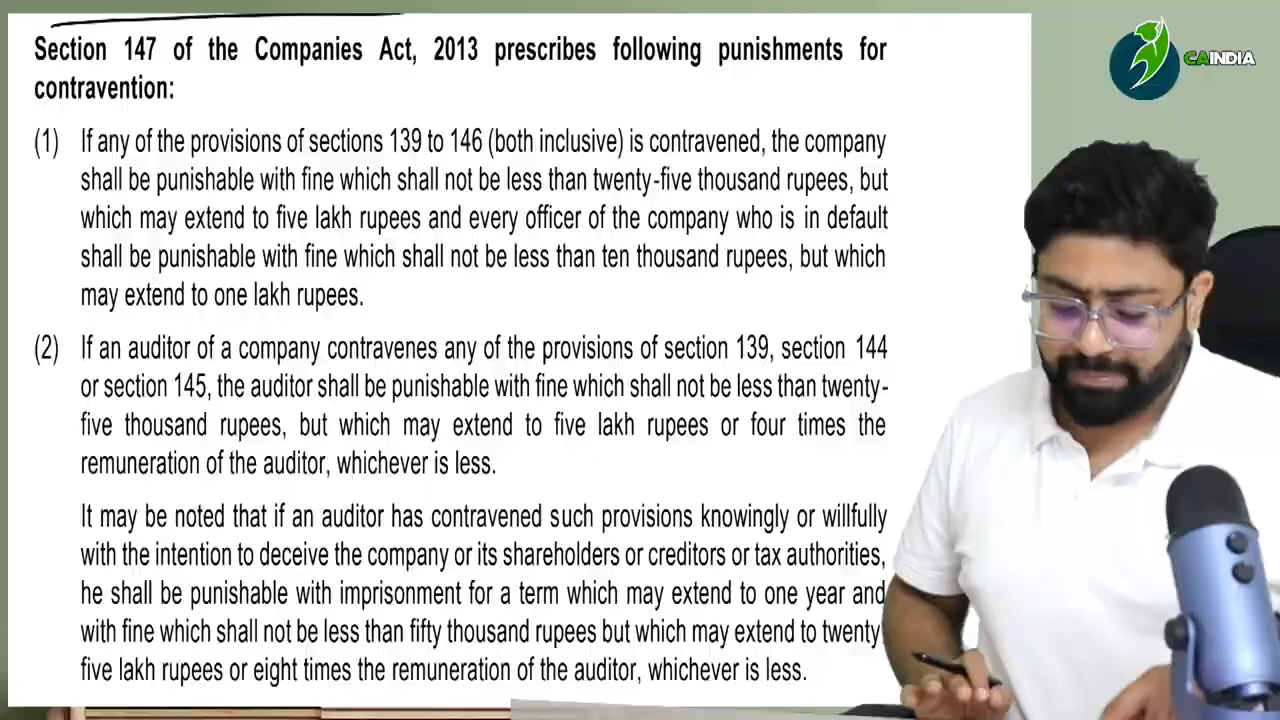 CAINDIA
Section 147 of the Companies Act, 2013 prescribes following punishments for
contravention:
(1) If any of the provisions of sections 139 to 146 (both inclusive) is contravened, the company
shall be punishable with fine which shall not be less than twenty-five thousand rupees, but
which may extend to five lakh rupees and every officer of the company who is in default
shall be punishable with fine which shall not be less than ten thousand rupees, but which
may extend to one lakh rupees.
(2) If an auditor of a company contravenes any of the provisions of section 139, section 144
or section 145, the auditor shall be punishable with fine which shall not be less than twenty-
five thousand rupees, but which may extend to five lakh rupees or four times the
remuneration of the auditor, whichever is less.
It may be noted that if an auditor has contravened such provisions knowingly or willfully
with the intention to deceive the company or its shareholders or creditors or tax authorities,
he shall be punishable with imprisonment for a term which may extend to one year and
with fine which shall not be less than fifty thousand rupees but which may extend to twenty
five lakh rupees or eight times the remuneration of the auditor, whichever is less.